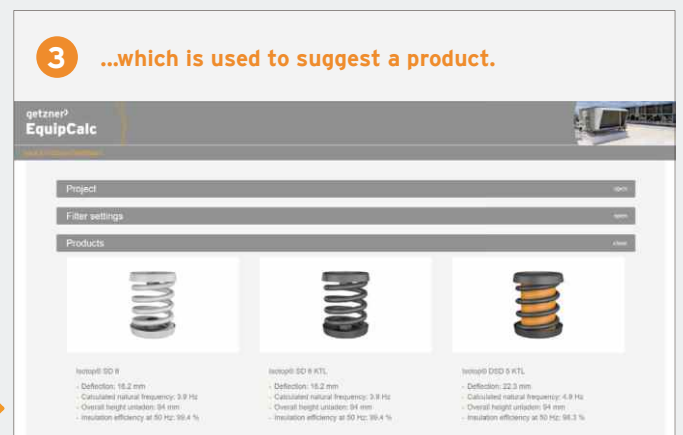 3 ...which is used to suggest a product.
getzner
EquipCalc
Project open
Filter settings open
Products close
Isotop® SD 6
- Deflection: 16.2 mm
- Calculated natural frequency: 3.9 Hz
- Overall height unladen: 94 mm
- Insulation efficiency at 50 Hz: 99.4 %
Isotop® SD 6 KTL
- Deflection: 16.2 mm
- Calculated natural frequency: 3.9 Hz
- Overall height unladen: 94 mm
- Insulation efficiency at 50 Hz: 99.4 %
Isotop® DSD 5 KTL
- Deflection: 22.3 mm
- Calculated natural frequency: 4.8 Hz
- Overall height unladen: 94 mm
- Insulation efficiency at 50 Hz: 98.3 %